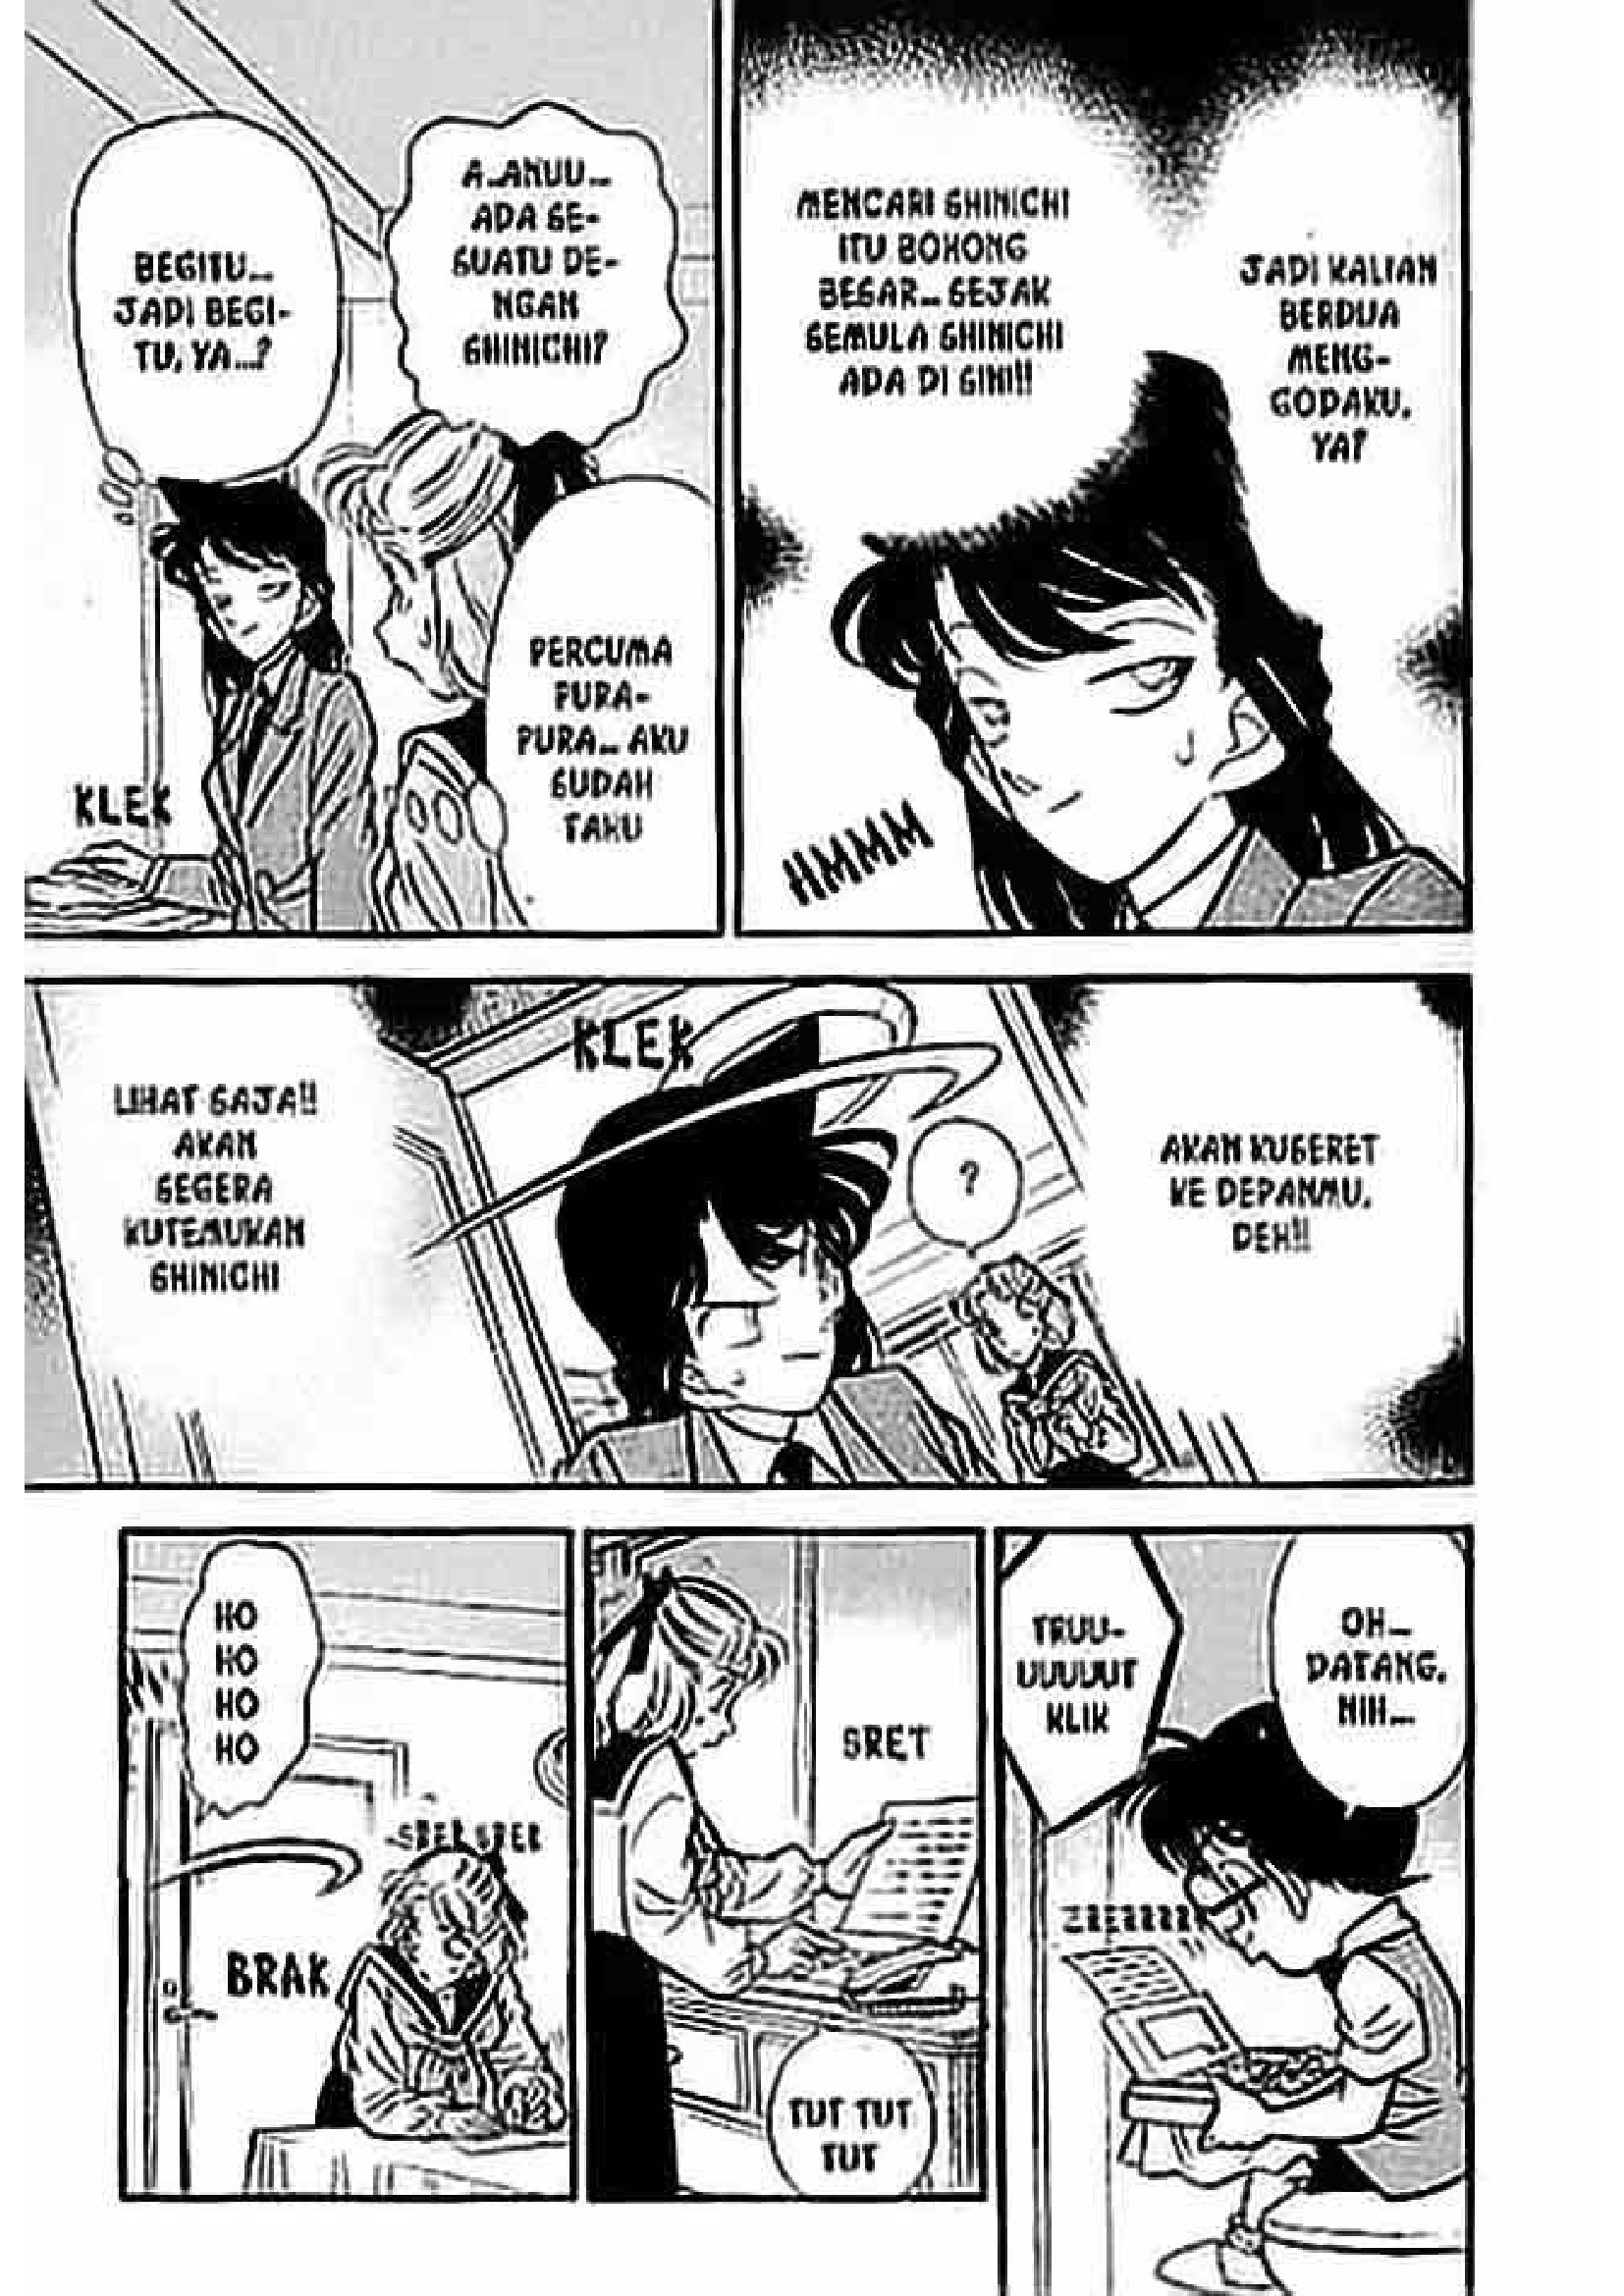 JADI KALIAN
BERDUA
MENG-
GODAKU,
YA?
MENCARI SHINICHI
ITU BOHONG
BESAR... SEJAK
SEMULA SHINICHI
ADA DI SINI!!
HMMM
A..ANUU...
ADA SE-
SUATU DE-
NGAN
SHINICHI?
PERCUMA
PURA-
PURA... AKU
SUDAH
TAHU
BEGITU...
JADI BEGI-
TU, YA...?
KLEK
AKAN KUSERET
KE DEPANMU,
DEH!!
?
KLEK
LIHAT SAJA!!
AKAN
SEGERA
KUTEMUKAN
SHINICHI
OH...
DATANG,
NIH...
TRUU-
UUUUUT
KLIK
ZRERRRR
SRET
TUT TUT
TUT
HO
HO
HO
HO
SREK SREK
BRAK